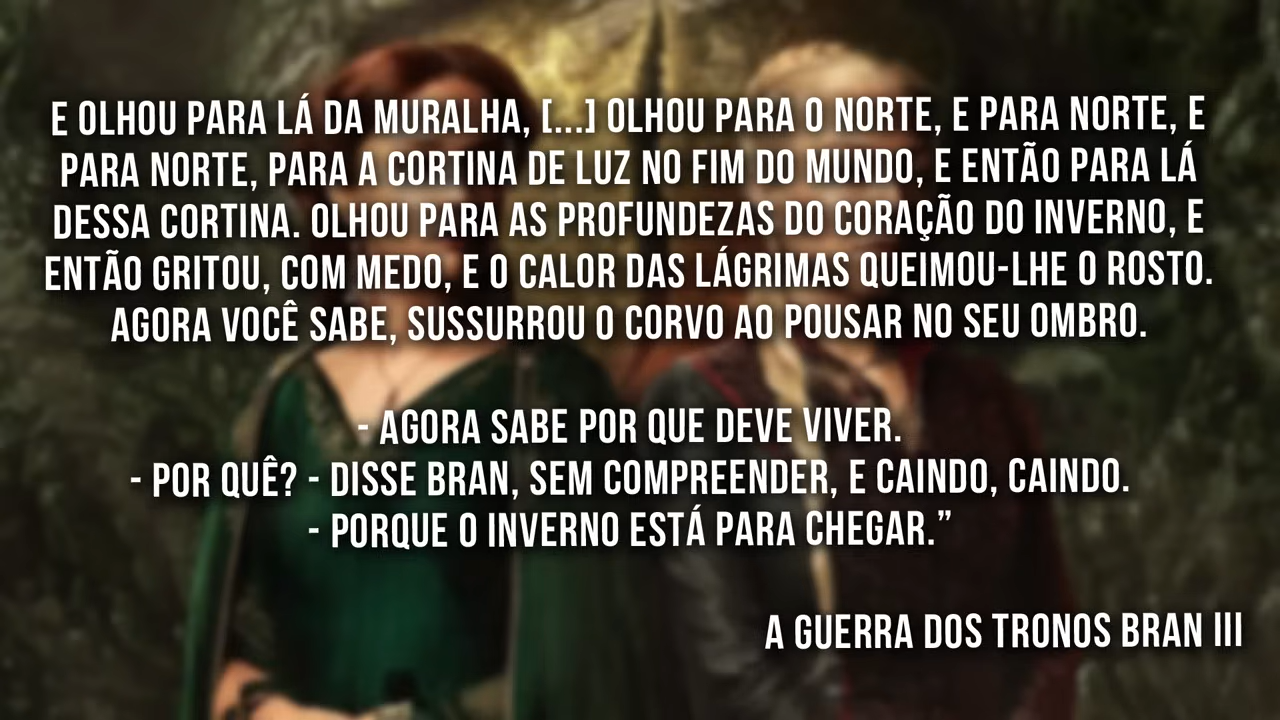 E OLHOU PARA LÁ DA MURALHA, [...] OLHOU PARA O NORTE, E PARA NORTE, E
PARA NORTE, PARA A CORTINA DE LUZ NO FIM DO MUNDO, E ENTÃO PARA LÁ
DESSA CORTINA. OLHOU PARA AS PROFUNDEZAS DO CORAÇÃO DO INVERNO, E
ENTÃO GRITOU, COM MEDO, E O CALOR DAS LÁGRIMAS QUEIMOU-LHE O ROSTO.
AGORA VOCÊ SABE, SUSSURROU O CORVO AO POUSAR NO SEU OMBRO.
- AGORA SABE POR QUE DEVE VIVER.
- POR QUÊ? - DISSE BRAN, SEM COMPREENDER, E CAINDO, CAINDO.
- PORQUE O INVERNO ESTÁ PARA CHEGAR.”
A GUERRA DOS TRONOS BRAN III